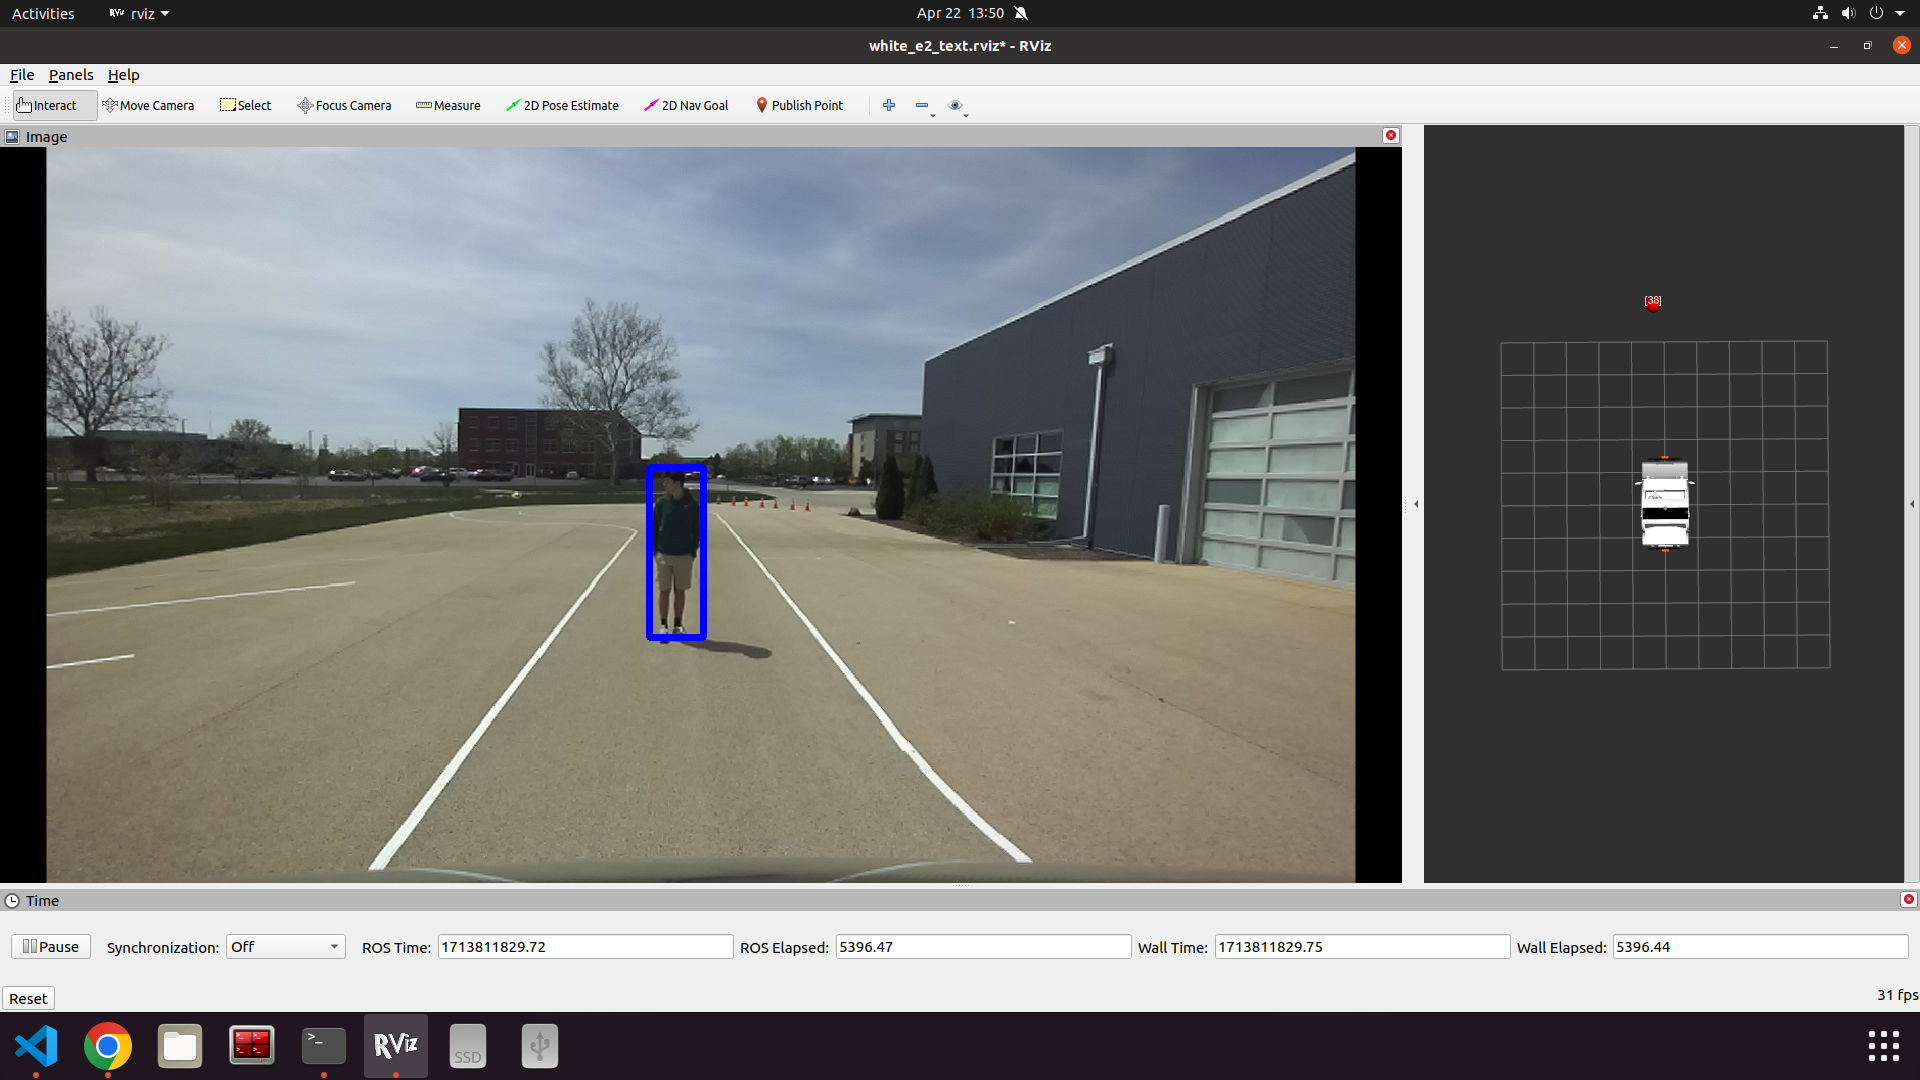 Activities RViz rviz Apr 22 13:50
white_e2_text.rviz* - RViz
File Panels Help
Interact Move Camera Select Focus Camera Measure 2D Pose Estimate 2D Nav Goal Publish Point
Image
[38]
Time
Pause Synchronization: Off ROS Time: 1713811829.72 ROS Elapsed: 5396.47 Wall Time: 1713811829.75 Wall Elapsed: 5396.44
Reset 31 fps
>_ RViz SSD